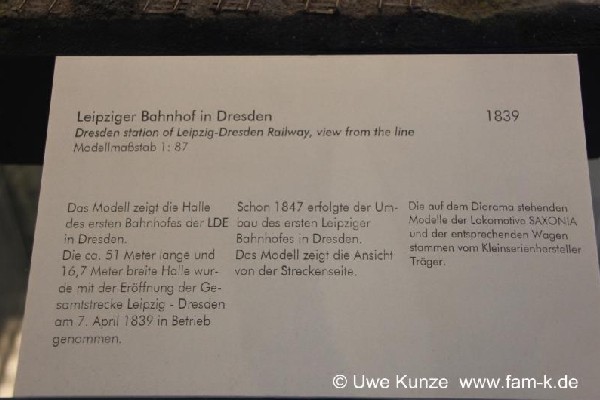 Leipziger Bahnhof in Dresden
1839
Dresden station of Leipzig-Dresden Railway, view from the line
Modellmaßstab 1: 87
Das Modell zeigt die Halle
des ersten Bahnhofes der LDE
in Dresden.
Die ca. 51 Meter lange und
16,7 Meter breite Halle wur-
de mit der Eröffnung der Ge-
samtstrecke Leipzig - Dresden
am 7. April 1839 in Betrieb
genommen.
Schon 1847 erfolgte der Um-
bau des ersten Leipziger
Bahnhofes in Dresden.
Das Modell zeigt die Ansicht
von der Streckenseite.
Die auf dem Diorama stehenden
Modelle der Lokomotive SAXONIA
und der entsprechenden Wagen
stammen vom Kleinserienhersteller
Träger.
© Uwe Kunze www.fam-k.de